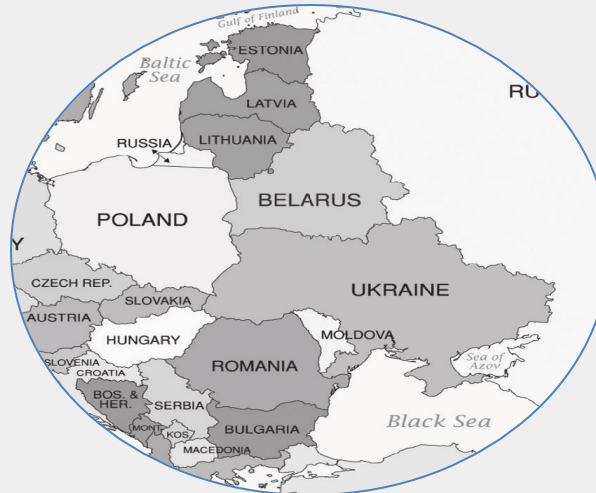 Gulf of Finland
ESTONIA
Baltic
Sea
RU
LATVIA
LITHUANIA
RUSSIA
BELARUS
POLAND
Y
CZECH REP.
UKRAINE
SLOVAKIA
AUSTRIA
HUNGARY
MOLDOVA
SLOVENIA
CROATIA
ROMANIA
Sea of
Azov
BOS. &
HER.
SERBIA
Black Sea
MONT.
KOS.
BULGARIA
MACEDONIA